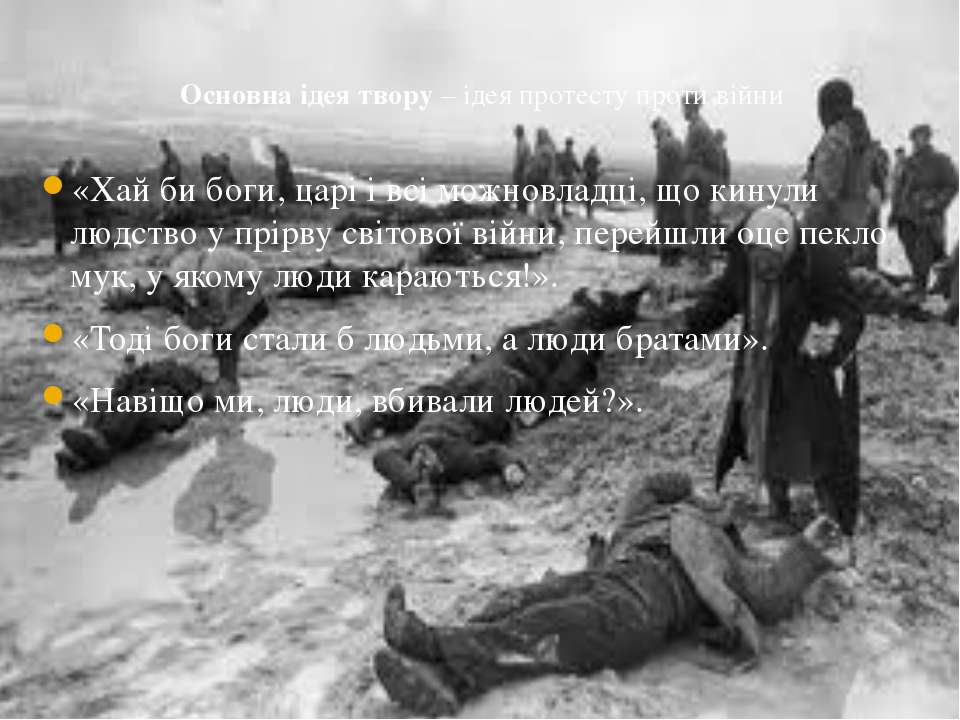 Основна ідея твору – ідея протесту проти війни
«Хай би боги, царі і всі можновладці, що кинули
людство у прірву світової війни, перейшли оце пекло
мук, у якому люди караються!».
«Тоді боги стали б людьми, а люди братами».
«Навіщо ми, люди, вбивали людей?».